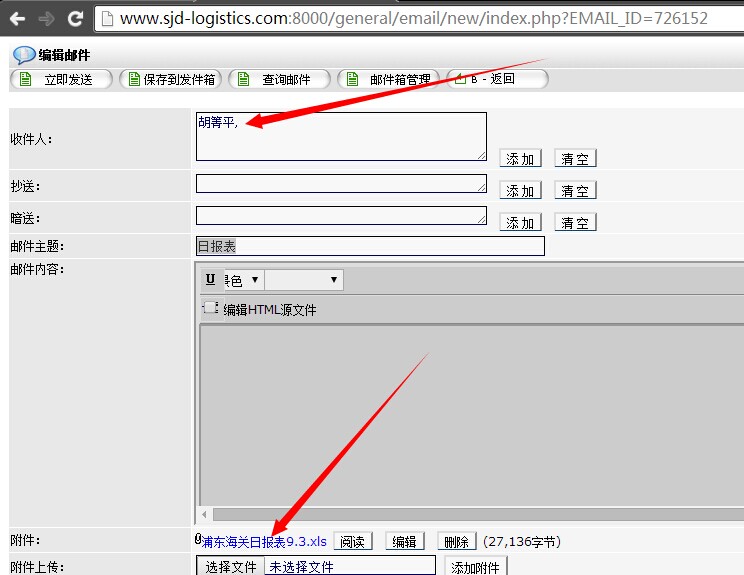 www.sjd-logistics.com:8000/general/email/new/index.php?EMAIL_ID=726152
编辑邮件
立即发送 保存到发件箱 查询邮件 邮件箱管理 B - 返回
收件人： 胡箐平,
添加 清空
抄送： 添加 清空
暗送： 添加 清空
邮件主题： 日报表
邮件内容：
U 黑色
编辑HTML源文件
附件： 浦东海关日报表9.3.xls 阅读 编辑 删除 (27,136字节)
附件上传： 选择文件 未选择文件 添加附件